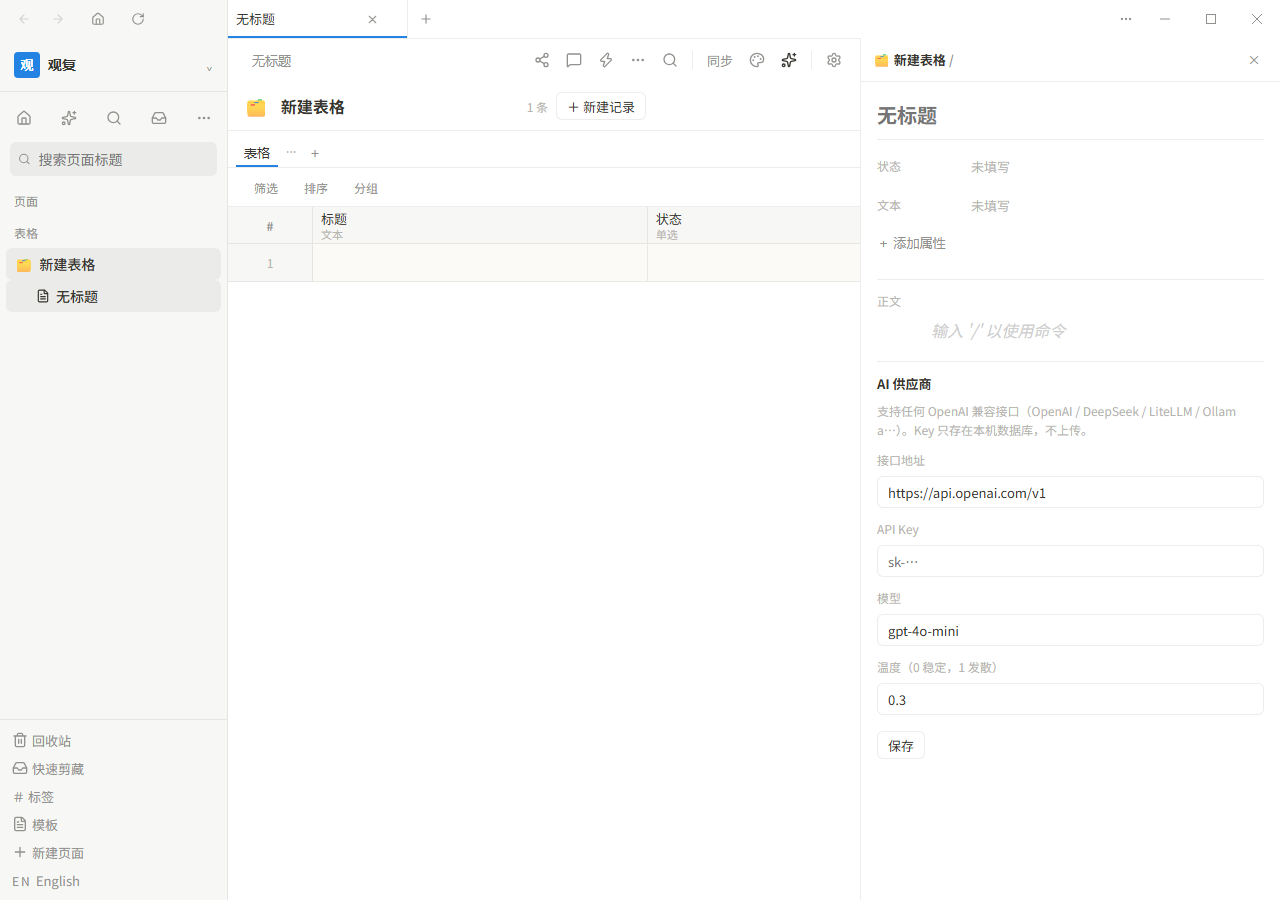 无标题
观 观复
搜索页面标题
页面
表格
新建表格
无标题
回收站
快速剪藏
# 标签
模板
新建页面
EN English
无标题
同步
新建表格
1 条
新建记录
表格
筛选 排序 分组
# 标题 状态
文本 单选
1
新建表格 /
无标题
状态 未填写
文本 未填写
+ 添加属性
正文
输入 '/' 以使用命令
AI 供应商
支持任何 OpenAI 兼容接口（OpenAI / DeepSeek / LiteLLM / Ollam
a…）。Key 只存在本机数据库，不上传。
接口地址
https://api.openai.com/v1
API Key
sk-…
模型
gpt-4o-mini
温度（0 稳定，1 发散）
0.3
保存